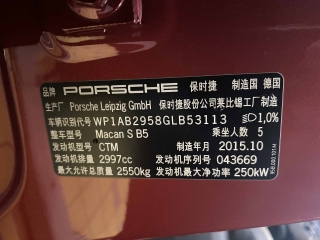 品牌 PORSCHE 保时捷 制造国 德国
生产厂 Porsche Leipzig GmbH 保时捷股份公司莱比锡工厂制造
车辆识别代号 WP1AB2958GLB53113 1,0%
整车型号 Macan S B5 乘坐人数 5
发动机型号 CTM 制造年月 2015.10
发动机排量 2997cc 发动机序列号 043669
最大允许总质量 2550kg 发动机最大净功率 250kW